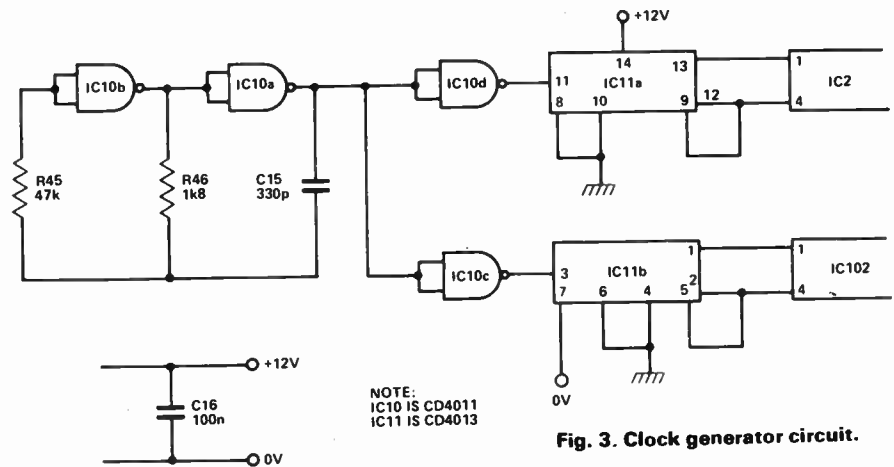 +12V
IC10b
IC10a
IC10d
11
14
13
IC11a
8
10
9
12
1
IC2
4
R45
47k
R46
1k8
C15
330p
IC10c
3
7
1
IC11b
6
4
5
2
1
IC102
4
0V
+12V
C16
100n
0V
NOTE:
IC10 IS CD4011
IC11 IS CD4013
Fig. 3. Clock generator circuit.